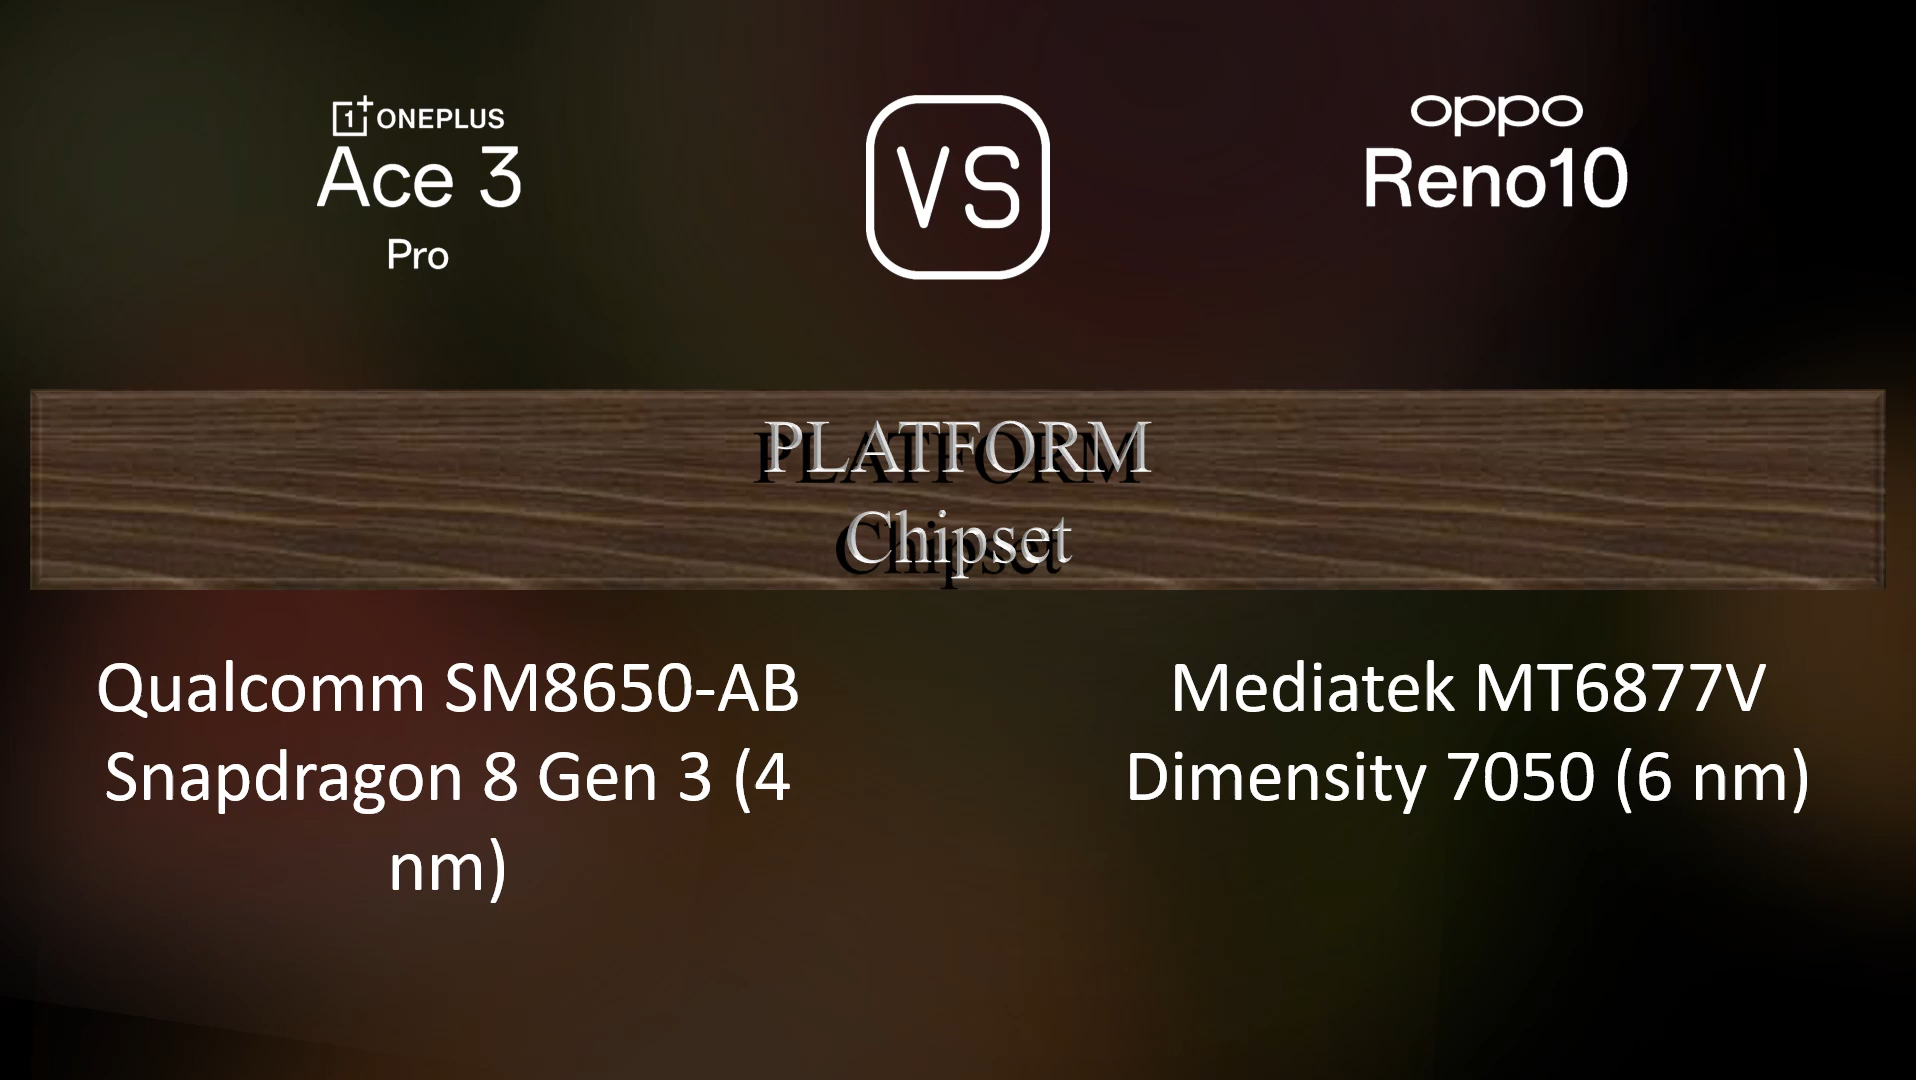 1 ONEPLUS
Ace 3
Pro
VS
oppo
Reno10
PLATFORM
Chipset
Qualcomm SM8650-AB
Snapdragon 8 Gen 3 (4
nm)
Mediatek MT6877V
Dimensity 7050 (6 nm)